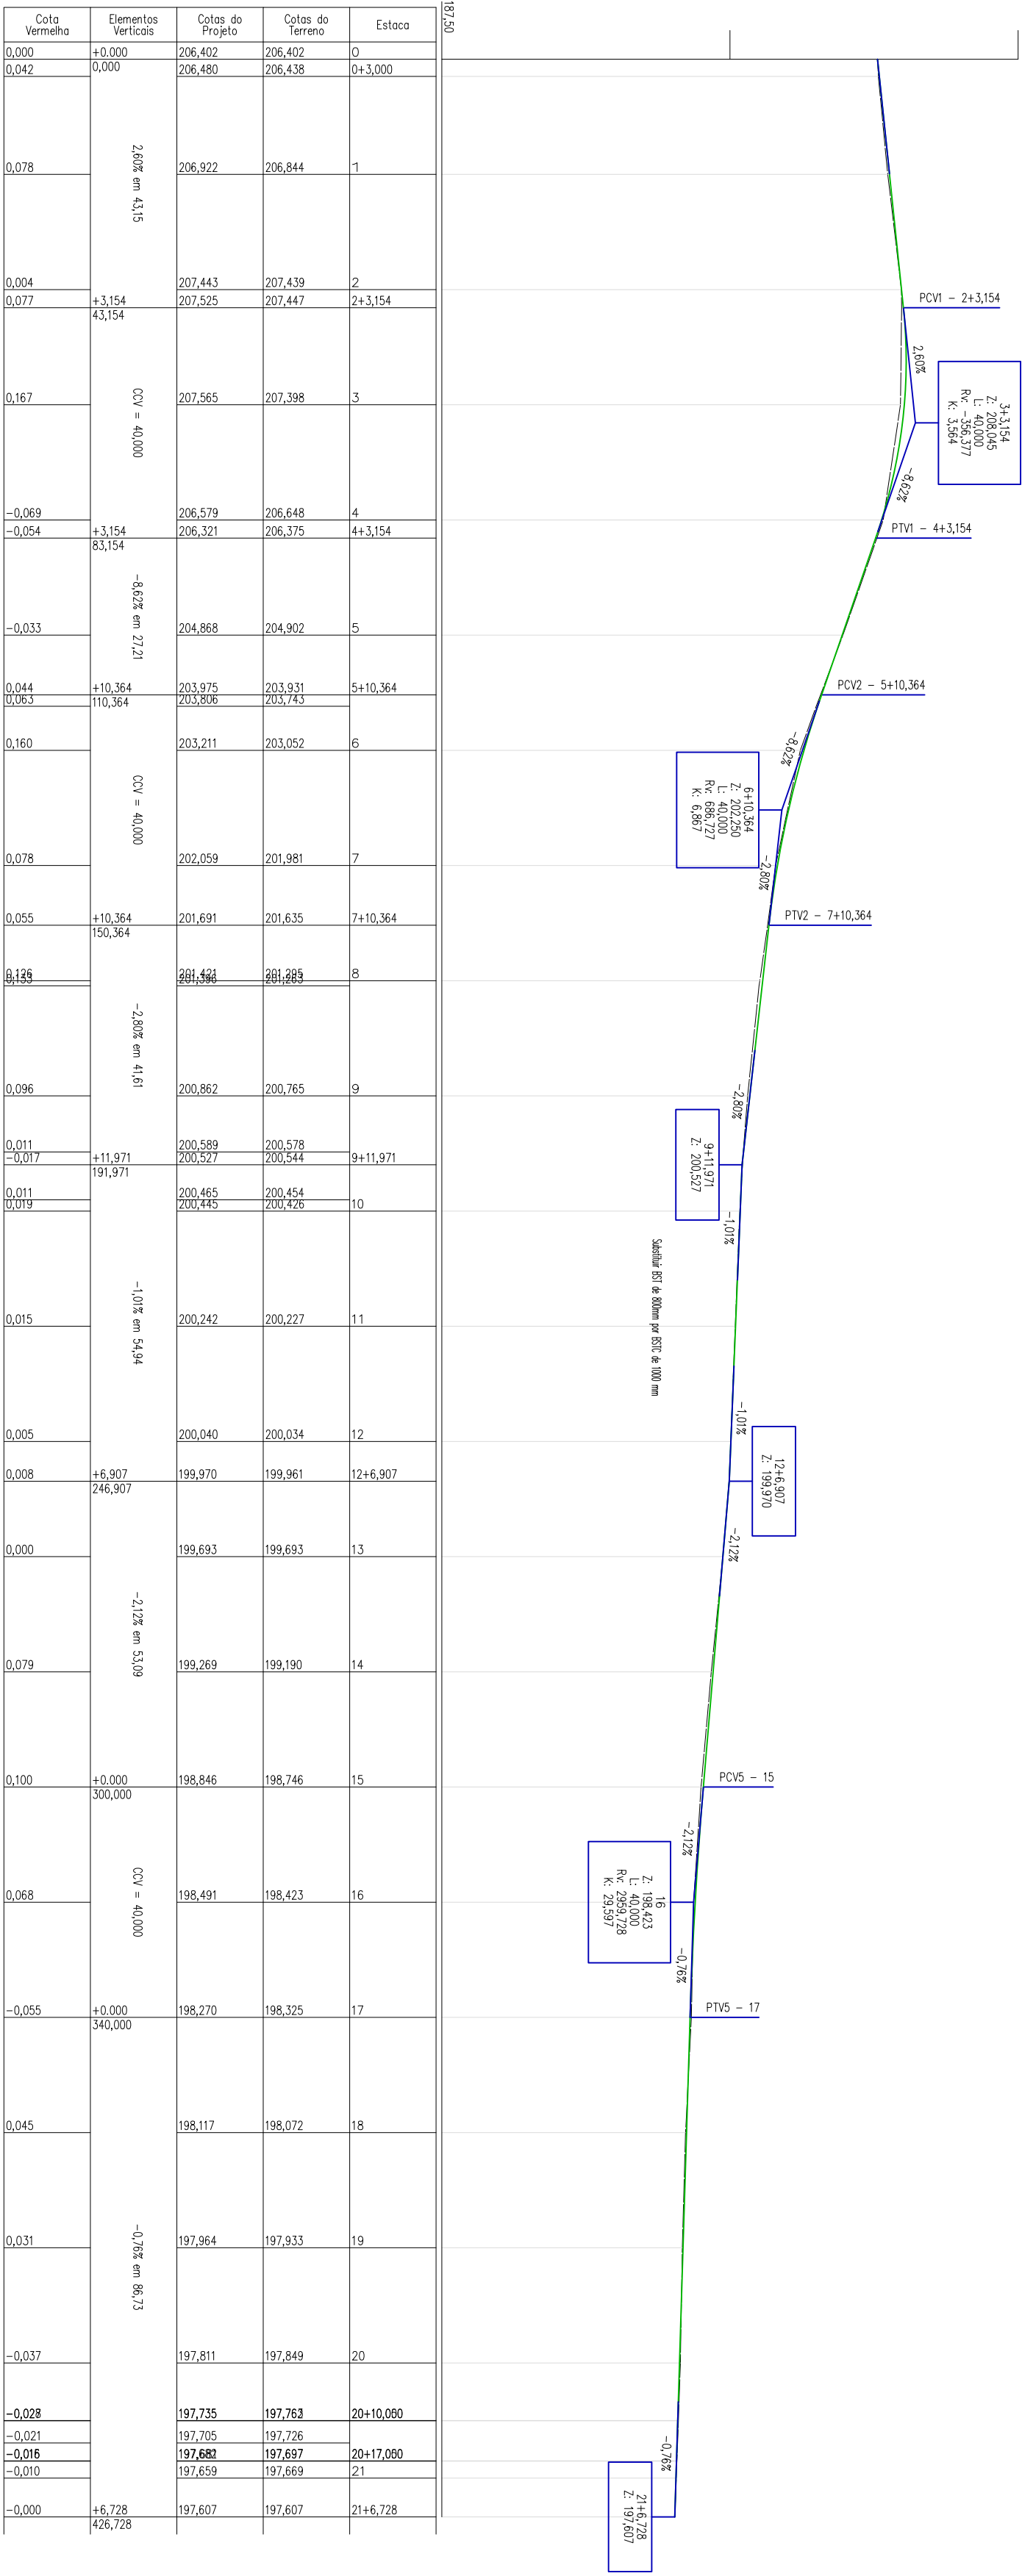 Cota Vermelha
Elementos Verticais
Cotas do Projeto
Cotas do Terreno
Estaca
187,50
0,000 +0.000 206,402 206,402 0
0,000
0,042 206,480 206,438 0+3,000
2,60% em 43,15
0,078 206,922 206,844 1
0,004 207,443 207,439 2
0,077 +3,154 207,525 207,447 2+3,154
43,154
CCV = 40,000
0,167 207,565 207,398 3
-0,069 206,579 206,648 4
-0,054 +3,154 206,321 206,375 4+3,154
83,154
-8,62% em 27,21
-0,033 204,868 204,902 5
0,044 +10,364 203,975 203,931 5+10,364
110,364
0,063 203,806 203,743
0,160 203,211 203,052 6
CCV = 40,000
0,078 202,059 201,981 7
0,055 +10,364 201,691 201,635 7+10,364
150,364
0,126 201,421 201,295 8
0,133 201,396 201,263
-2,80% em 41,61
0,096 200,862 200,765 9
0,011 200,589 200,578
-0,017 +11,971 200,527 200,544 9+11,971
191,971
0,011 200,465 200,454
0,019 200,445 200,426 10
-1,01% em 54,94
0,015 200,242 200,227 11
0,005 200,040 200,034 12
0,008 +6,907 199,970 199,961 12+6,907
246,907
0,000 199,693 199,693 13
-2,12% em 53,09
0,079 199,269 199,190 14
0,100 +0.000 198,846 198,746 15
300,000
CCV = 40,000
0,068 198,491 198,423 16
-0,055 +0.000 198,270 198,325 17
340,000
0,045 198,117 198,072 18
-0,76% em 86,73
0,031 197,964 197,933 19
-0,037 197,811 197,849 20
197,735
-0,021 197,705 197,726
197,697
-0,010 197,659 197,669 21
-0,000 +6,728 197,607 197,607 21+6,728
426,728
PCV1 - 2+3,154
2,60%
3+3,154
Z: 208,045
L: 40,000
Rv: -356,377
K: 3,564
-8,62%
PTV1 - 4+3,154
PCV2 - 5+10,364
-8,62%
6+10,364
Z: 202,250
L: 40,000
Rv: 686,727
K: 6,867
-2,80%
PTV2 - 7+10,364
-2,80%
9+11,971
Z: 200,527
-1,01%
Substituir BST de 800mm por BSTC de 1000 mm
-1,01%
12+6,907
Z: 199,970
-2,12%
PCV5 - 15
-2,12%
16
Z: 198,423
L: 40,000
Rv: 2959,728
K: 29,597
-0,76%
PTV5 - 17
-0,76%
21+6,728
Z: 197,607